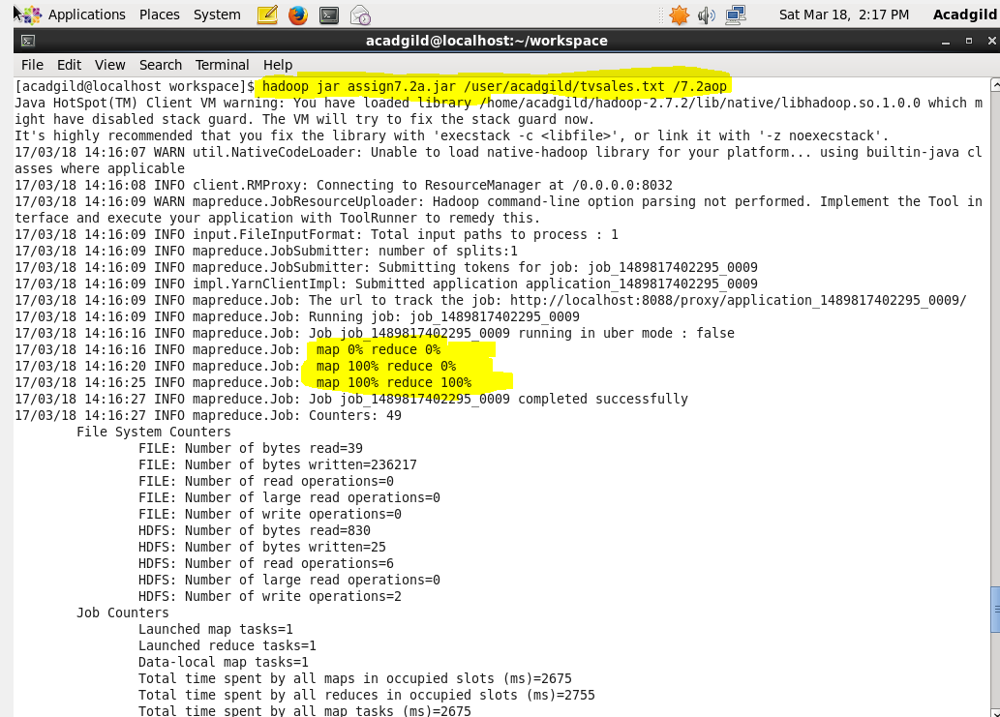 Applications Places System Sat Mar 18, 2:17 PM Acadgild
acadgild@localhost:~/workspace
File Edit View Search Terminal Help
[acadgild@localhost workspace]$ hadoop jar assign7.2a.jar /user/acadgild/tvsales.txt /7.2aop
Java HotSpot(TM) Client VM warning: You have loaded library /home/acadgild/hadoop-2.7.2/lib/native/libhadoop.so.1.0.0 which m
ight have disabled stack guard. The VM will try to fix the stack guard now.
It's highly recommended that you fix the library with 'execstack -c <libfile>', or link it with '-z noexecstack'.
17/03/18 14:16:07 WARN util.NativeCodeLoader: Unable to load native-hadoop library for your platform... using builtin-java cl
asses where applicable
17/03/18 14:16:08 INFO client.RMProxy: Connecting to ResourceManager at /0.0.0.0:8032
17/03/18 14:16:09 WARN mapreduce.JobResourceUploader: Hadoop command-line option parsing not performed. Implement the Tool in
terface and execute your application with ToolRunner to remedy this.
17/03/18 14:16:09 INFO input.FileInputFormat: Total input paths to process : 1
17/03/18 14:16:09 INFO mapreduce.JobSubmitter: number of splits:1
17/03/18 14:16:09 INFO mapreduce.JobSubmitter: Submitting tokens for job: job_1489817402295_0009
17/03/18 14:16:09 INFO impl.YarnClientImpl: Submitted application application_1489817402295_0009
17/03/18 14:16:09 INFO mapreduce.Job: The url to track the job: http://localhost:8088/proxy/application_1489817402295_0009/
17/03/18 14:16:09 INFO mapreduce.Job: Running job: job_1489817402295_0009
17/03/18 14:16:16 INFO mapreduce.Job: Job job_1489817402295_0009 running in uber mode : false
17/03/18 14:16:16 INFO mapreduce.Job: map 0% reduce 0%
17/03/18 14:16:20 INFO mapreduce.Job: map 100% reduce 0%
17/03/18 14:16:25 INFO mapreduce.Job: map 100% reduce 100%
17/03/18 14:16:27 INFO mapreduce.Job: Job job_1489817402295_0009 completed successfully
17/03/18 14:16:27 INFO mapreduce.Job: Counters: 49
File System Counters
FILE: Number of bytes read=39
FILE: Number of bytes written=236217
FILE: Number of read operations=0
FILE: Number of large read operations=0
FILE: Number of write operations=0
HDFS: Number of bytes read=830
HDFS: Number of bytes written=25
HDFS: Number of read operations=6
HDFS: Number of large read operations=0
HDFS: Number of write operations=2
Job Counters
Launched map tasks=1
Launched reduce tasks=1
Data-local map tasks=1
Total time spent by all maps in occupied slots (ms)=2675
Total time spent by all reduces in occupied slots (ms)=2755
Total time spent by all map tasks (ms)=2675